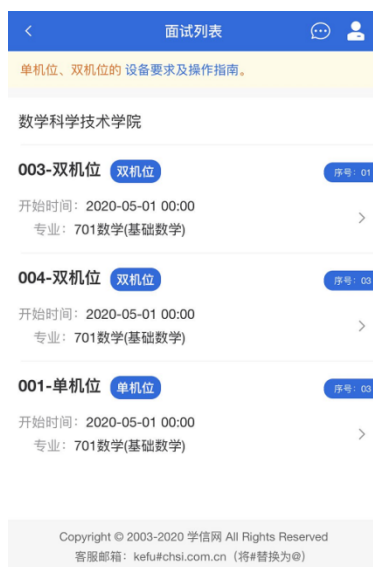 面试列表
单机位、双机位的 设备要求及操作指南。
数学科学技术学院
003-双机位 双机位 序号：01
开始时间：2020-05-01 00:00
专业：701数学(基础数学)
004-双机位 双机位 序号：03
开始时间：2020-05-01 00:00
专业：701数学(基础数学)
001-单机位 单机位 序号：03
开始时间：2020-05-01 00:00
专业：701数学(基础数学)
Copyright © 2003-2020 学信网 All Rights Reserved
客服邮箱：kefu#chsi.com.cn（将#替换为@）